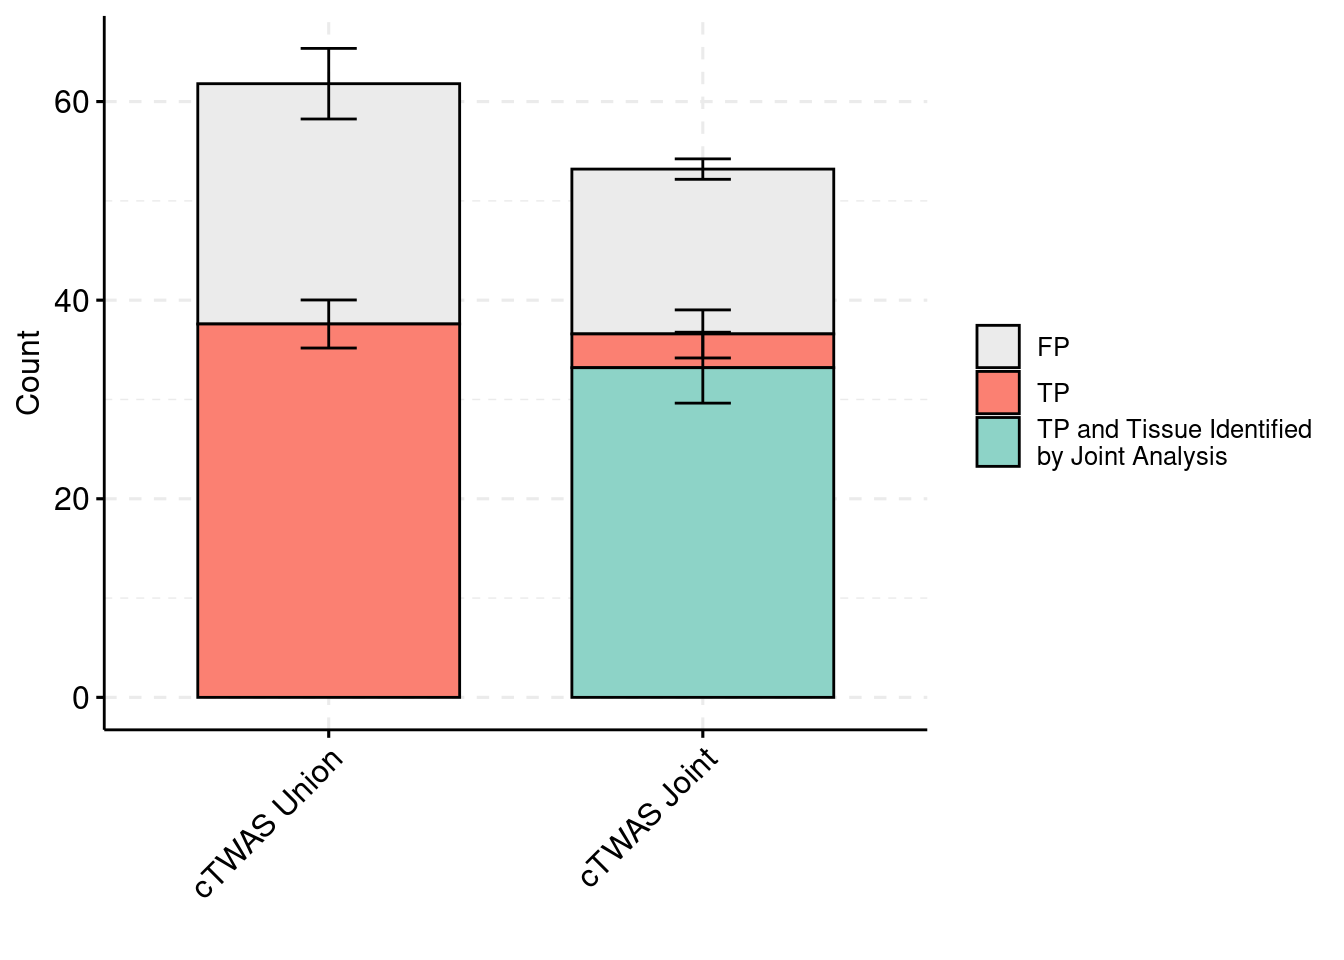 60
40
20
0
Count
cTWAS Union
cTWAS Joint
FP
TP
TP and Tissue Identified
by Joint Analysis